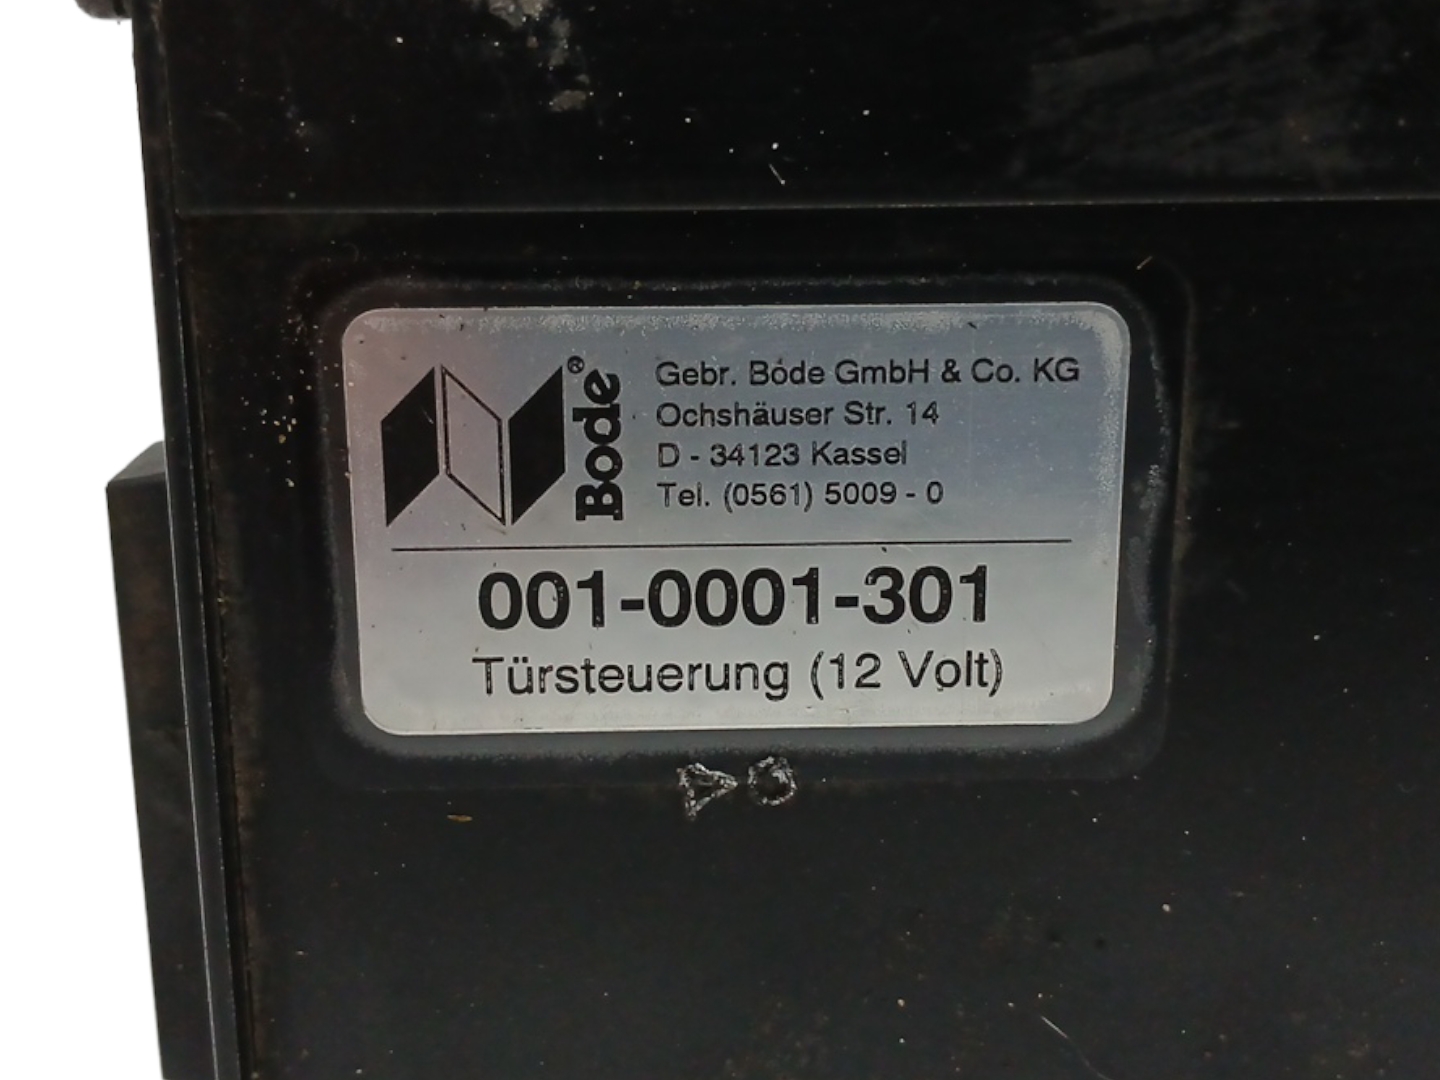 Bode®
Gebr. Bode GmbH & Co. KG
Ochshäuser Str. 14
D - 34123 Kassel
Tel. (0561) 5009 - 0
001-0001-301
Türsteuerung (12 Volt)